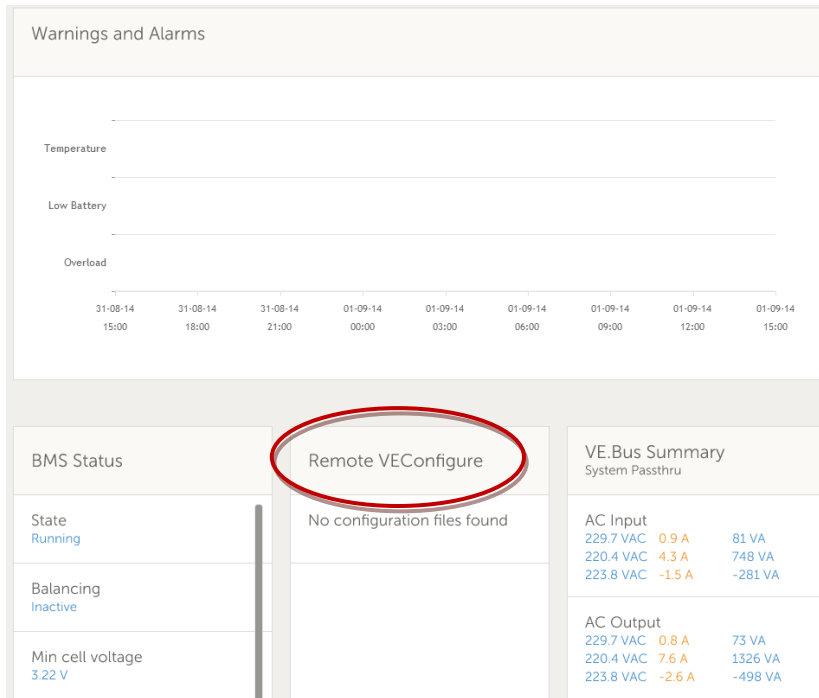 Warnings and Alarms
Temperature
Low Battery
Overload
31-08-14 31-08-14 31-08-14 01-09-14 01-09-14 01-09-14 01-09-14 01-09-14 01-09-14
15:00 18:00 21:00 00:00 03:00 06:00 09:00 12:00 15:00
BMS Status
State
Running
Balancing
Inactive
Min cell voltage
3.22 V
Remote VEConfigure
No configuration files found
VE.Bus Summary
System Passthru
AC Input
229.7 VAC 0.9 A 81 VA
220.4 VAC 4.3 A 748 VA
223.8 VAC -1.5 A -281 VA
AC Output
229.7 VAC 0.8 A 73 VA
220.4 VAC 7.6 A 1326 VA
223.8 VAC -2.6 A -498 VA